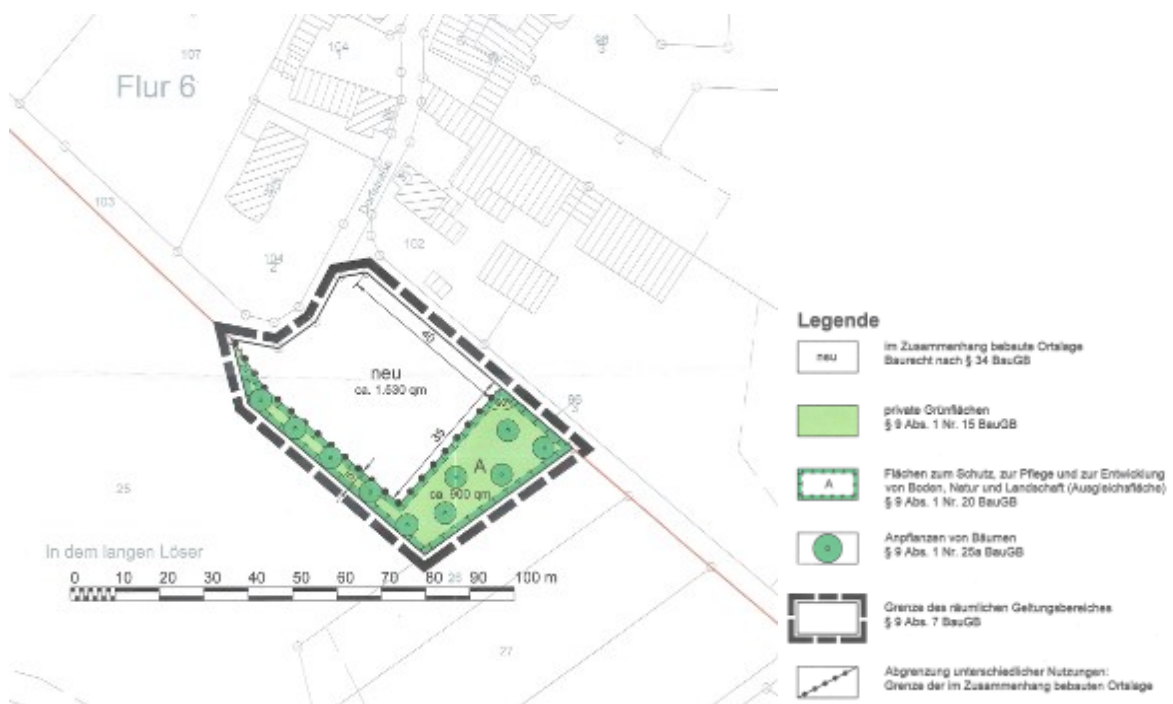 107
104
1
98
Flur 6
103
102
104
2
40
neu
ca. 1.530 qm
35
A
ca. 900 qm
25
In dem langen Löser
0 10 20 30 40 50 60 70 80 90 100 m
26
27
Legende
neu
im Zusammenhang bebaute Ortslage
Baurecht nach § 34 BauGB
private Grünflächen
§ 9 Abs. 1 Nr. 15 BauGB
A
Flächen zum Schutz, zur Pflege und zur Entwicklung
von Boden, Natur und Landschaft (Ausgleichsfläche)
§ 9 Abs. 1 Nr. 20 BauGB
Anpflanzen von Bäumen
§ 9 Abs. 1 Nr. 25a BauGB
Grenze des räumlichen Geltungsbereiches
§ 9 Abs. 7 BauGB
Abgrenzung unterschiedlicher Nutzungen:
Grenze der im Zusammenhang bebauten Ortslage